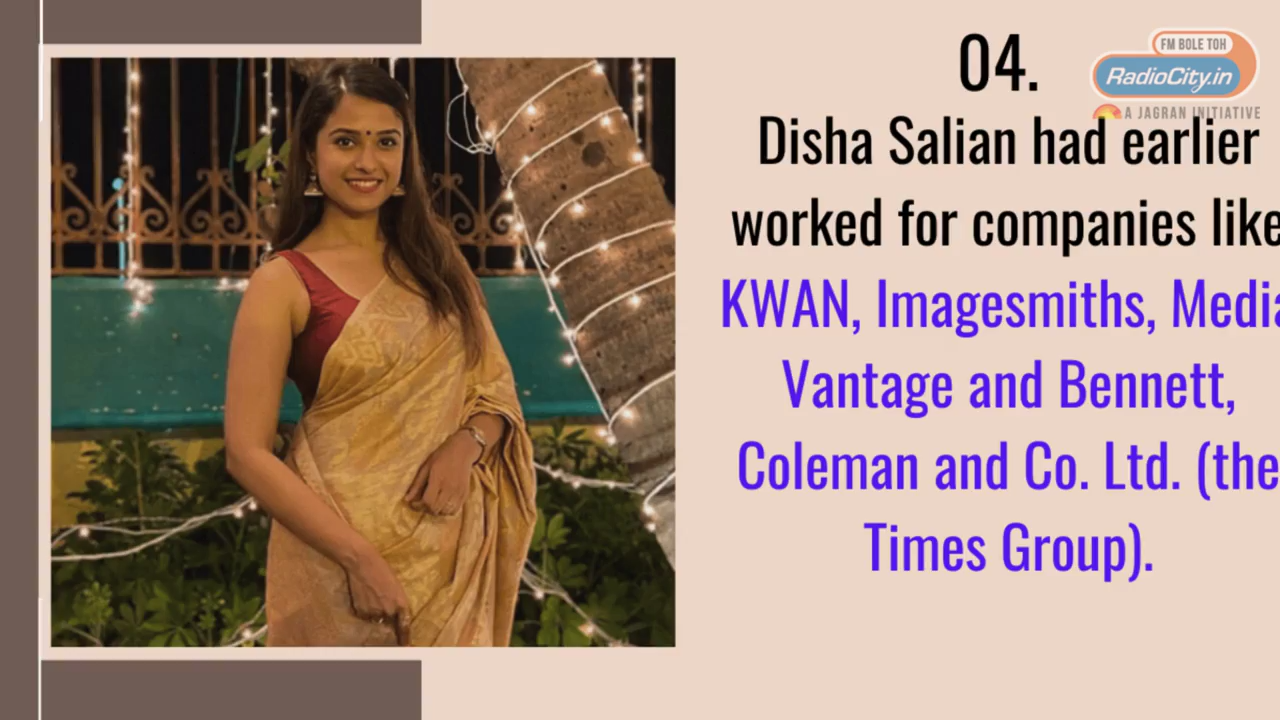 04.
FM BOLE TOH
RadioCity.in
A JAGRAN INITIATIVE
Disha Salian had earlier
worked for companies like
KWAN, Imagesmiths, Media
Vantage and Bennett,
Coleman and Co. Ltd. (the
Times Group).